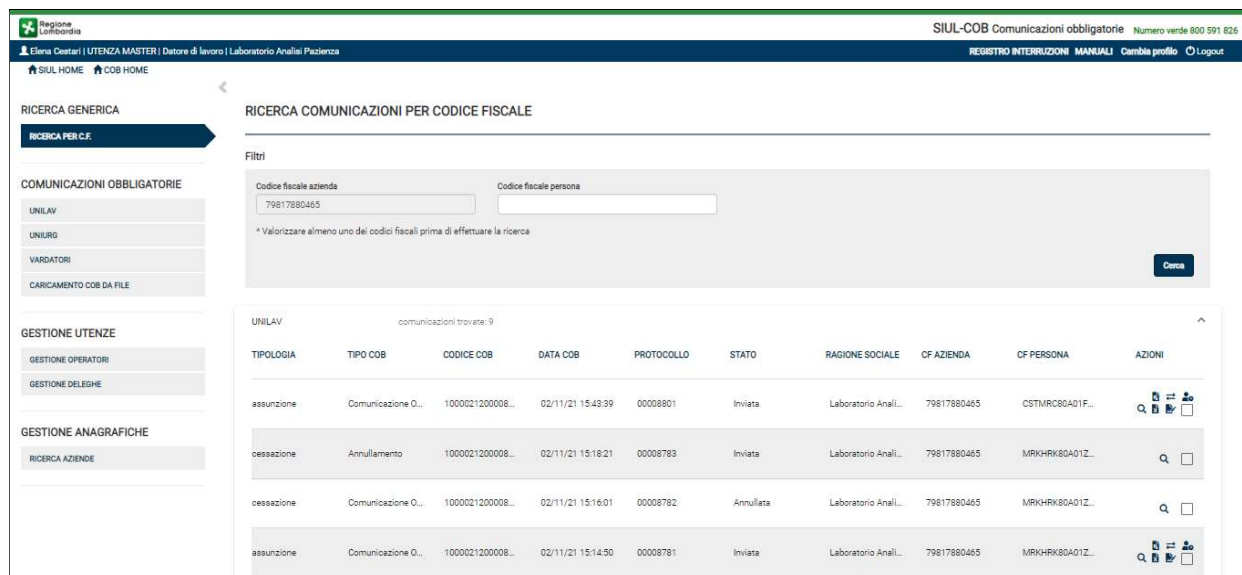 Regione Lombardia
SIUL-COB Comunicazioni obbligatorie Numero verde 800 591 826
Elena Cestari | UTENZA MASTER | Datore di lavoro | Laboratorio Analisi Pazienza
REGISTRO INTERRUZIONI MANUALI Cambia profilo Logout
SIUL HOME COB HOME
RICERCA GENERICA
RICERCA PER C.F.
COMUNICAZIONI OBBLIGATORIE
UNILAV
UNIURG
VARDATORI
CARICAMENTO COB DA FILE
GESTIONE UTENZE
GESTIONE OPERATORI
GESTIONE DELEGHE
GESTIONE ANAGRAFICHE
RICERCA AZIENDE
RICERCA COMUNICAZIONI PER CODICE FISCALE
Filtri
Codice fiscale azienda Codice fiscale persona
79817880465
* Valorizzare almeno uno dei codici fiscali prima di effettuare la ricerca
Cerca
UNILAV comunicazioni trovate: 9
TIPOLOGIA TIPO COB CODICE COB DATA COB PROTOCOLLO STATO RAGIONE SOCIALE CF AZIENDA CF PERSONA AZIONI
assunzione Comunicazione O... 1000021200008... 02/11/21 15:43:39 00008801 Inviata Laboratorio Anali... 79817880465 CSTMRC80A01F...
cessazione Annullamento 1000021200008... 02/11/21 15:18:21 00008783 Inviata Laboratorio Anali... 79817880465 MRKHRK80A01Z...
cessazione Comunicazione O... 1000021200008... 02/11/21 15:16:01 00008782 Annullata Laboratorio Anali... 79817880465 MRKHRK80A01Z...
assunzione Comunicazione O... 1000021200008... 02/11/21 15:14:50 00008781 Inviata Laboratorio Anali... 79817880465 MRKHRK80A01Z...